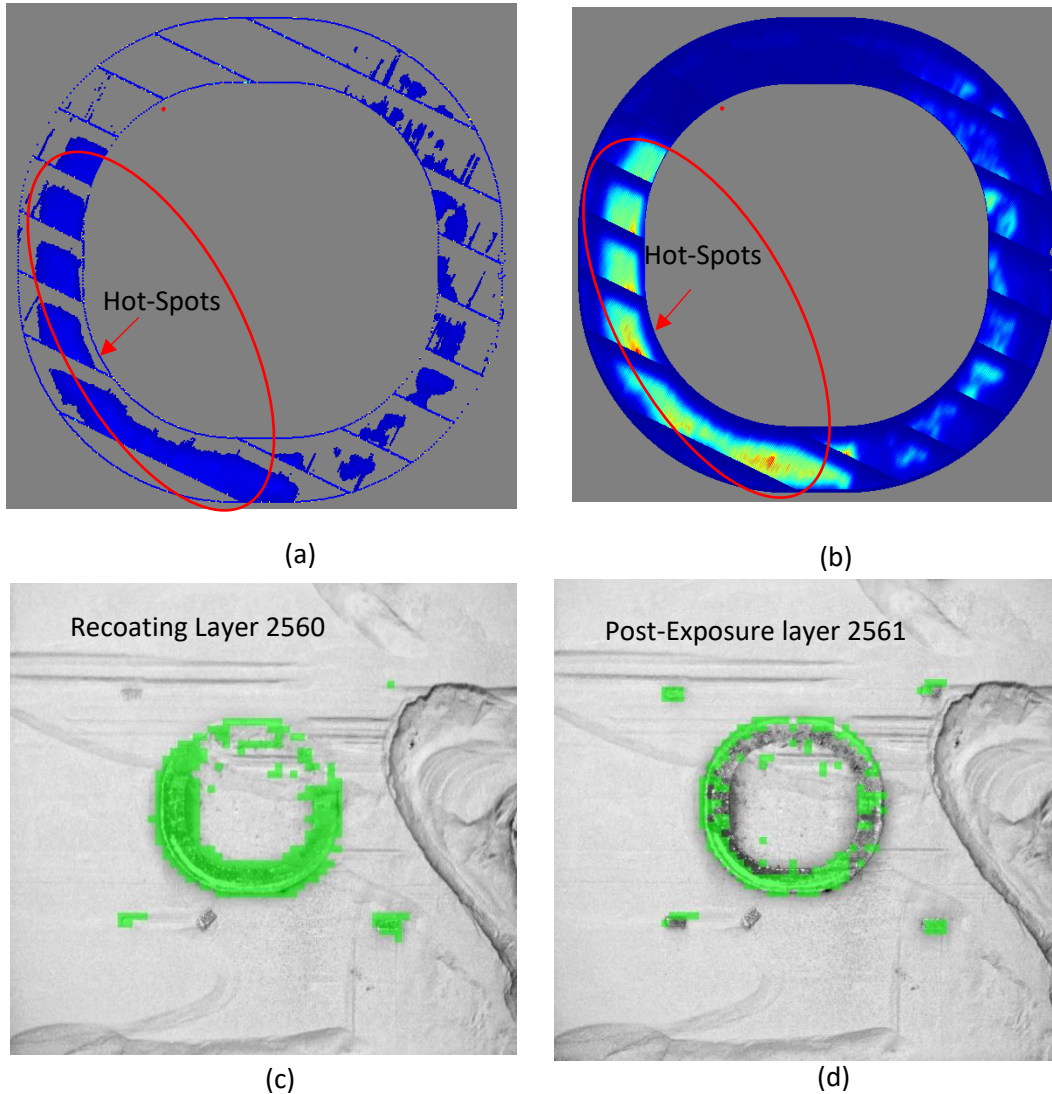 Hot-Spots
Hot-Spots
(a)
(b)
Recoating Layer 2560
Post-Exposure layer 2561
(c)
(d)